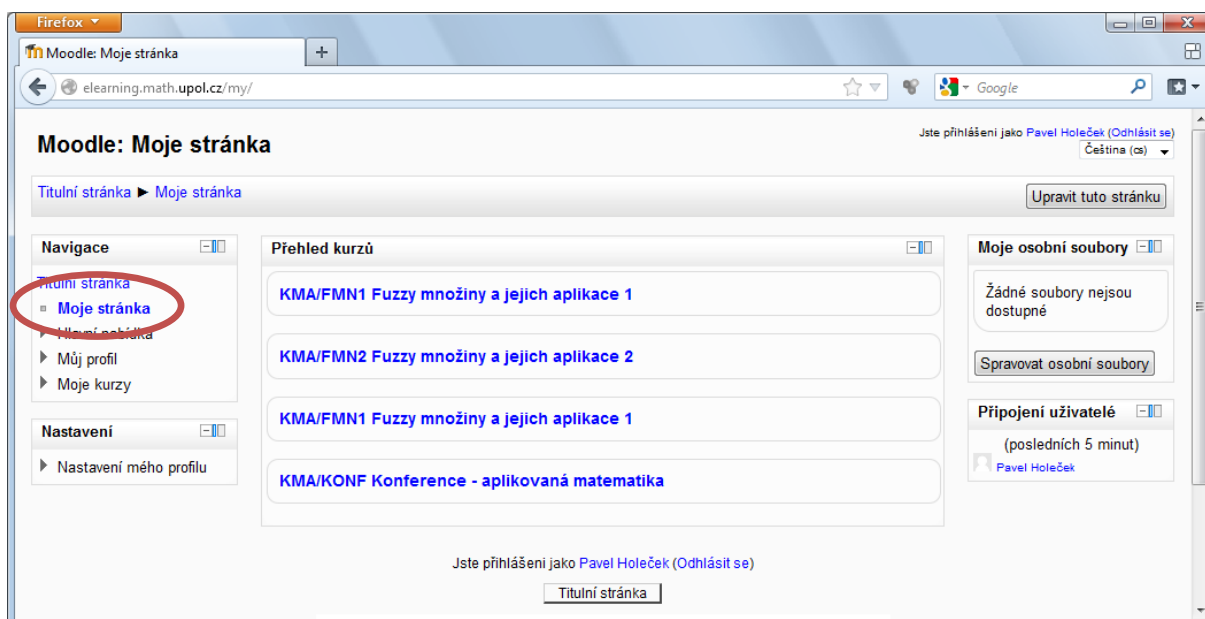 Firefox
Moodle: Moje stránka
elearning.math.upol.cz/my/
Google
Moodle: Moje stránka
Jste přihlášeni jako Pavel Holeček (Odhlásit se)
Čeština (cs)
Titulní stránka ► Moje stránka
Upravit tuto stránku
Navigace
Titulní stránka
Moje stránka
Hlavní nabídka
Můj profil
Moje kurzy
Nastavení
Nastavení mého profilu
Přehled kurzů
KMA/FMN1 Fuzzy množiny a jejich aplikace 1
KMA/FMN2 Fuzzy množiny a jejich aplikace 2
KMA/FMN1 Fuzzy množiny a jejich aplikace 1
KMA/KONF Konference - aplikovaná matematika
Moje osobní soubory
Žádné soubory nejsou
dostupné
Spravovat osobní soubory
Připojení uživatelé
(posledních 5 minut)
Pavel Holeček
Jste přihlášeni jako Pavel Holeček (Odhlásit se)
Titulní stránka